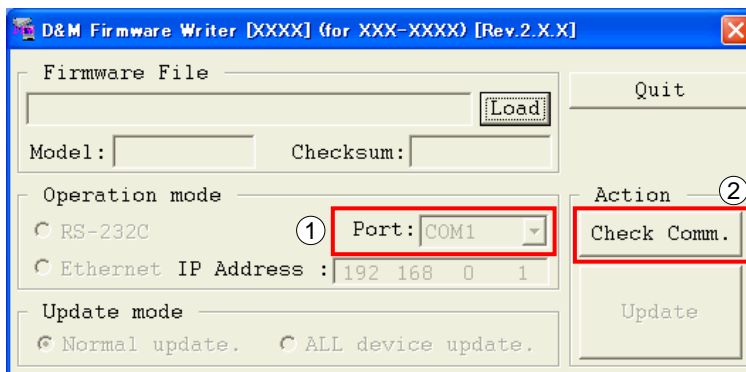 D&M Firmware Writer [XXXX] (for XXX-XXXX) [Rev.2.X.X]
Firmware File
Load
Quit
Model:
Checksum:
Operation mode
Action
②
RS-232C
①
Port:
COM1
Check Comm.
Ethernet
IP Address :
192 168 0 1
Update mode
Update
Normal update.
ALL device update.